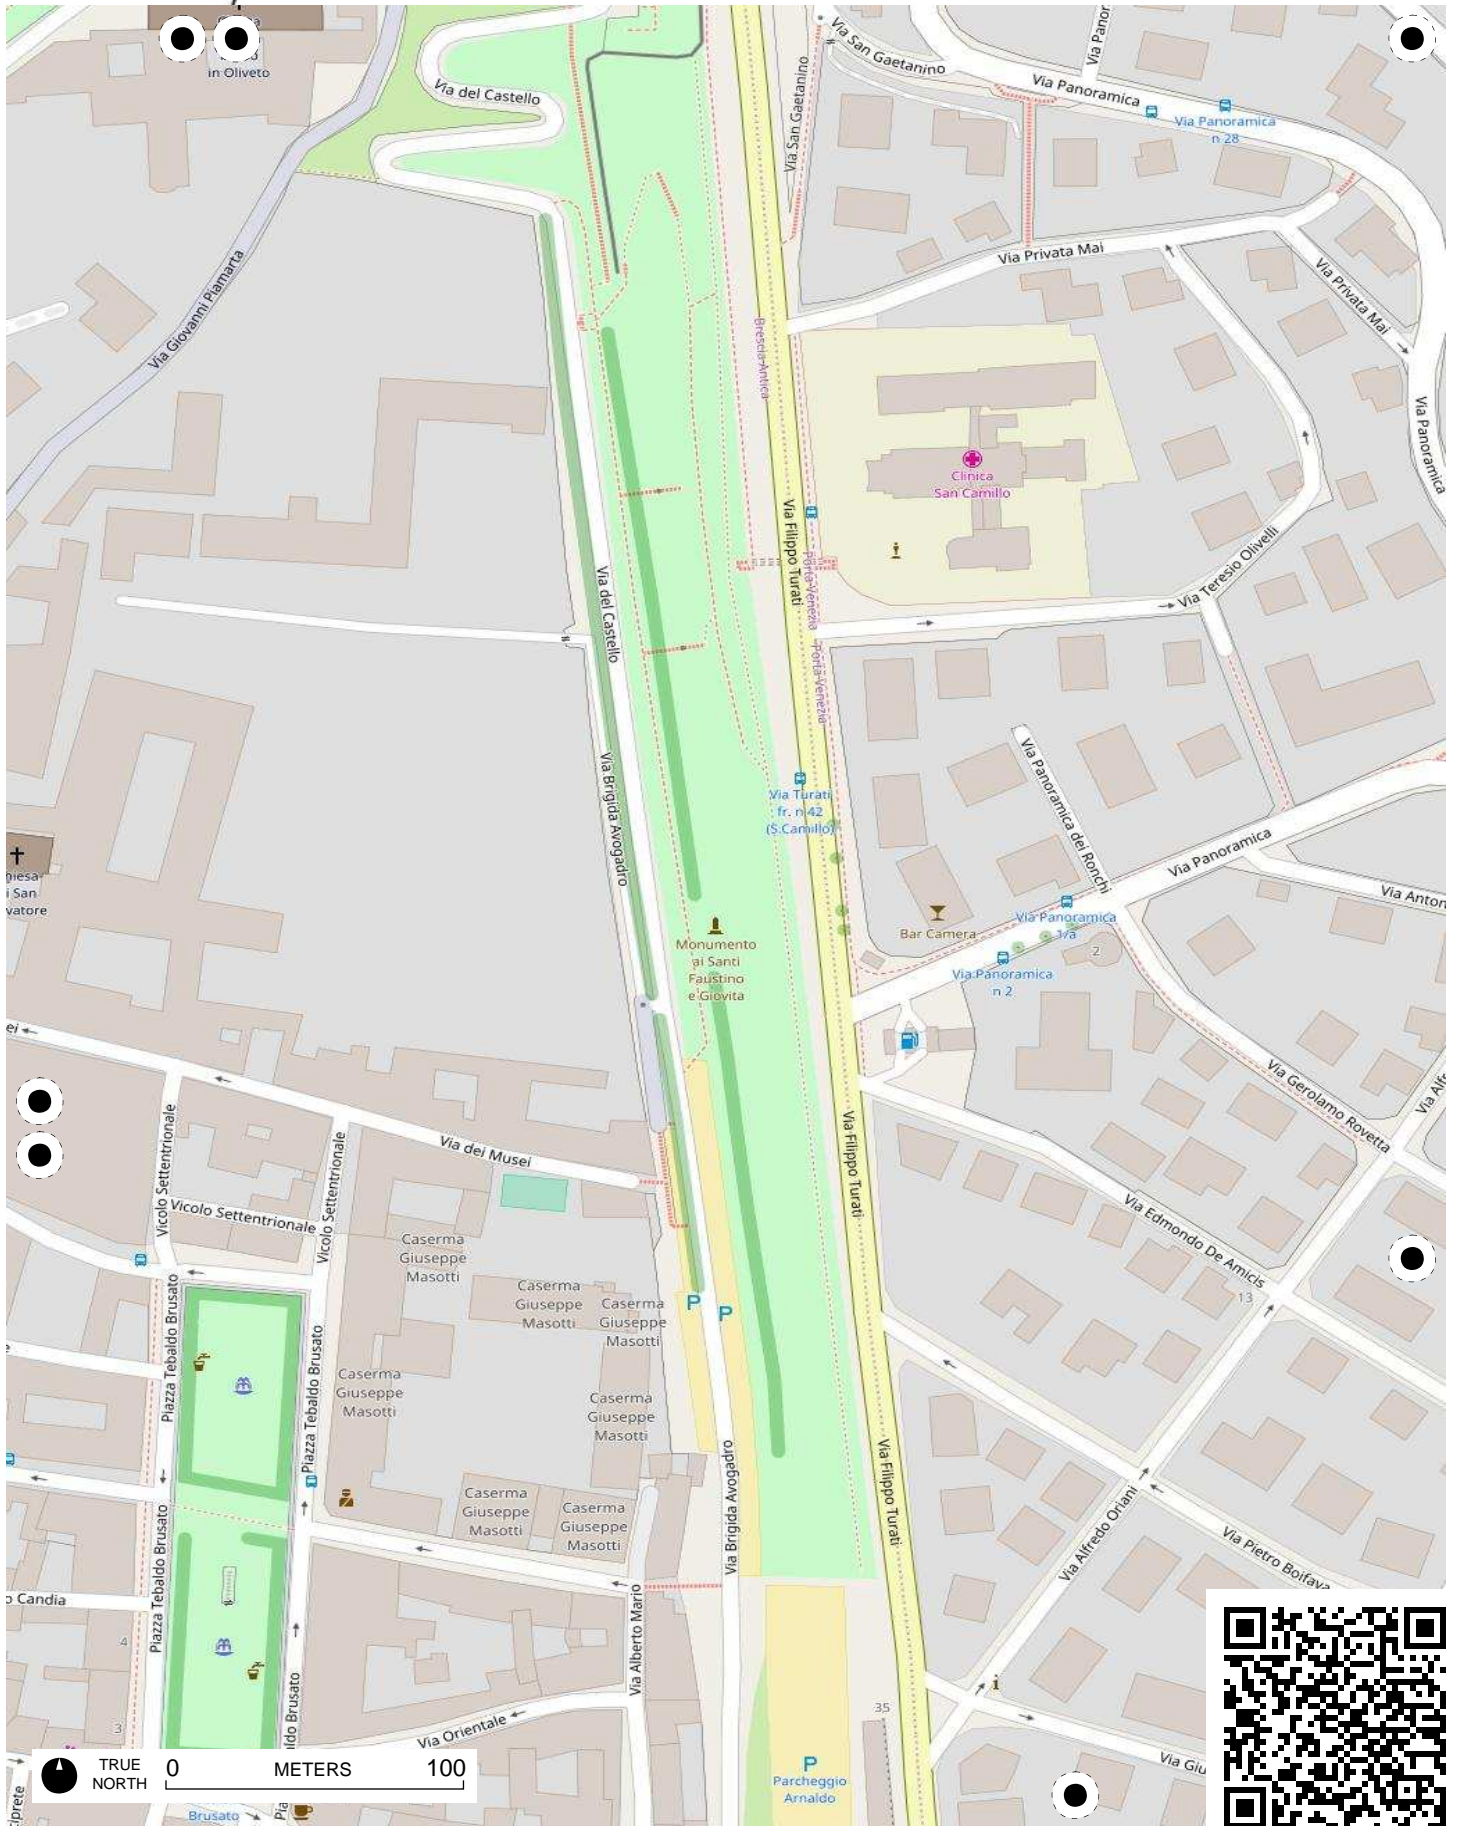 in Oliveto
Via del Castello
Via San Gaetanino
Via San Gaetanino
Via Panoramica
Via Panoramica
n 28
Via Giovanni Piamarta
Via Privata Mai
Via Privata Mai
Brescia Antica
Via Panoramica
Clinica
San Camillo
Via Filippo Turati
Porta Venezia
Via Teresio Olivelli
Via del Castello
Porta Venezia
Via Brigida Avogadro
Via Turati
fr. n 42
(S.Camillo)
Via Panoramica dei Ronchi
Via Panoramica
Via Anton
hiesa
i San
vatore
Bar Camera
Via Panoramica
1/a
2
Monumento
ai Santi
Faustino
e Giovita
Via Panoramica
n 2
ei
Via Gerolamo Rovetta
Via Alf
Vicolo Settentrionale
Vicolo Settentrionale
Via dei Musei
Via Filippo Turati
Vicolo Settentrionale
Via Edmondo De Amicis
13
Caserma
Giuseppe
Masotti
Caserma
Giuseppe
Masotti
Caserma
Giuseppe
Masotti
P
P
Piazza Tebaldo Brusato
Piazza Tebaldo Brusato
Caserma
Giuseppe
Masotti
Caserma
Giuseppe
Masotti
Via Brigida Avogadro
Via Filippo Turati
Caserma
Giuseppe
Masotti
Caserma
Giuseppe
Masotti
Via Alfredo Oriani
Via Pietro Boifava
Piazza Tebaldo Brusato
o Candia
4
3
Via Alberto Mario
aldo Brusato
Via Orientale
35
P
Parcheggio
Arnaldo
i
Via Giu
TRUE
NORTH
0 METERS 100
ciprete
Brusato
Pia